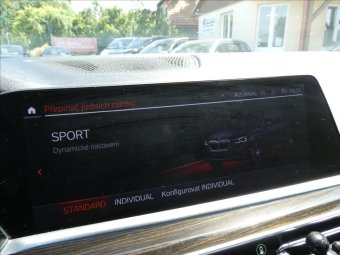 Přepínač jízdních zážitků
SPORT
Dynamické nastavení
STANDARD INDIVIDUAL Konfigurovat INDIVIDUAL